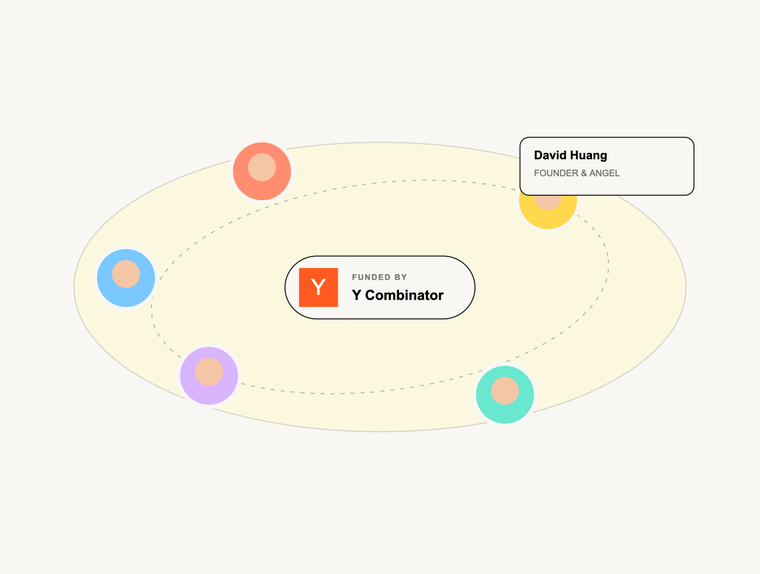 David Huang
FOUNDER & ANGEL
Y
FUNDED BY
Y Combinator